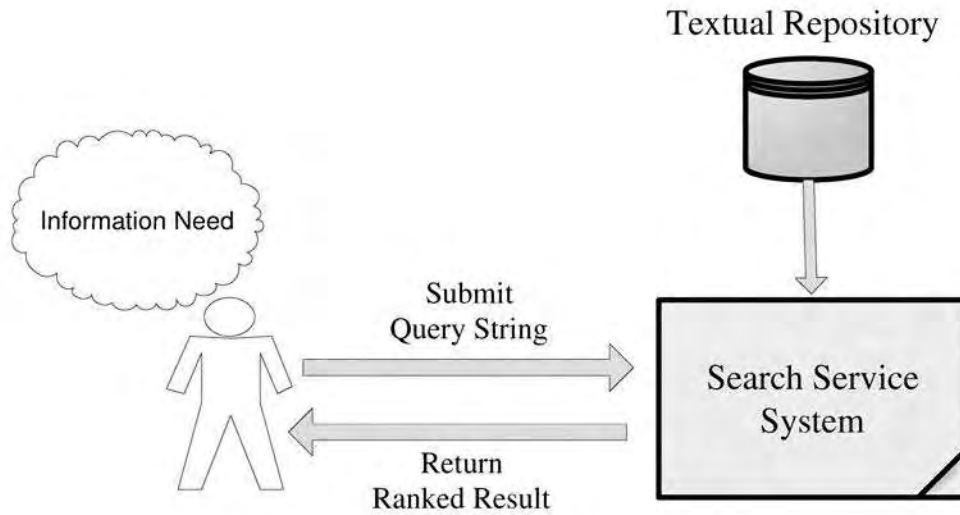 Textual Repository
Information Need
Submit
Query String
Search Service
System
Return
Ranked Result